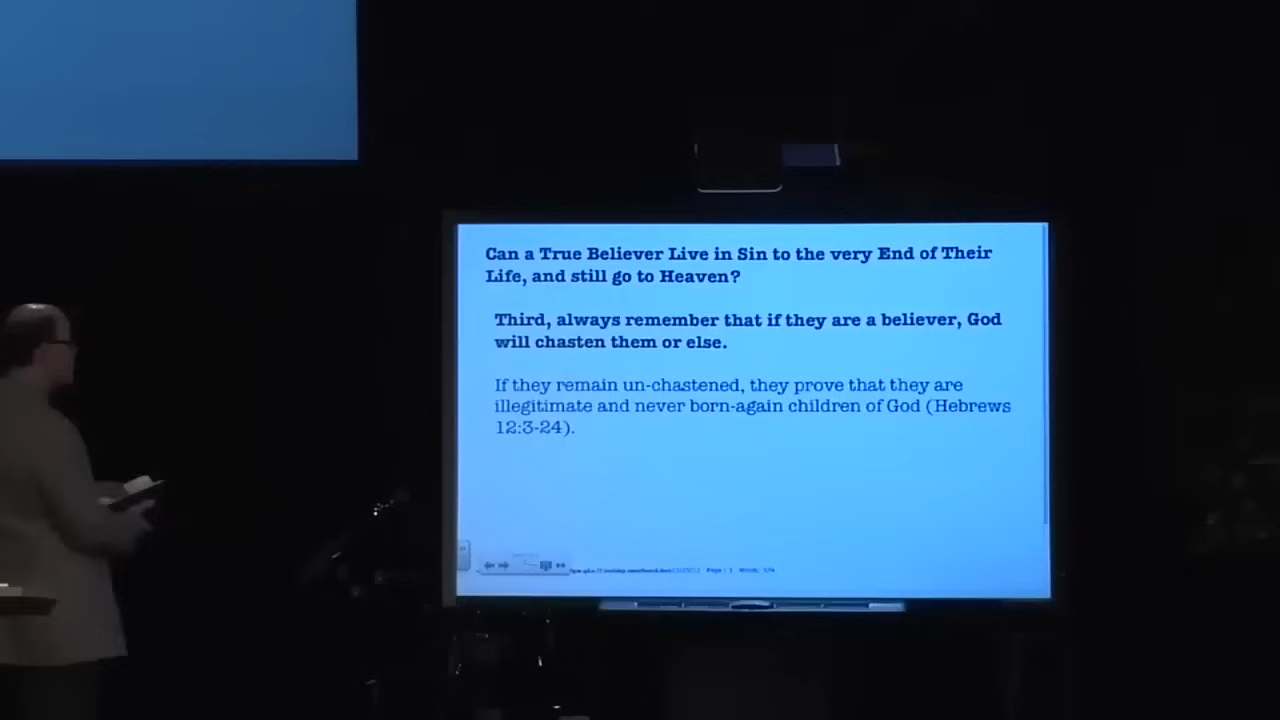 Can a True Believer Live in Sin to the very End of Their
Life, and still go to Heaven?
Third, always remember that if they are a believer, God
will chasten them or else.
If they remain un-chastened, they prove that they are
illegitimate and never born-again children of God (Hebrews
12:3-24).